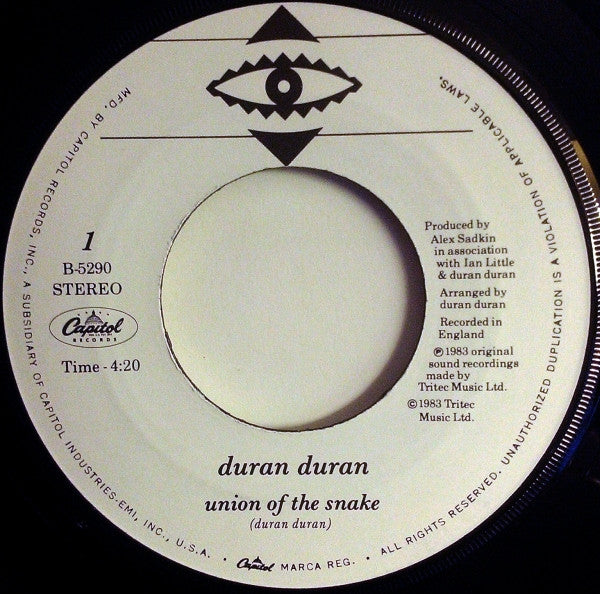 1
B-5290
STEREO
Capitol
RECORDS
Time - 4:20
Produced by
Alex Sadkin
in association
with Ian Little
& duran duran
Arranged by
duran duran
Recorded in
England
℗1983 original
sound recordings
made by
Tritec Music Ltd.
©1983 Tritec
Music Ltd.
duran duran
union of the snake
(duran duran)
MFD. BY CAPITOL RECORDS, INC., A SUBSIDIARY OF CAPITOL INDUSTRIES-EMI, INC., U.S.A. • Capitol MARCA REG. • ALL RIGHTS RESERVED. UNAUTHORIZED DUPLICATION IS A VIOLATION OF APPLICABLE LAWS.